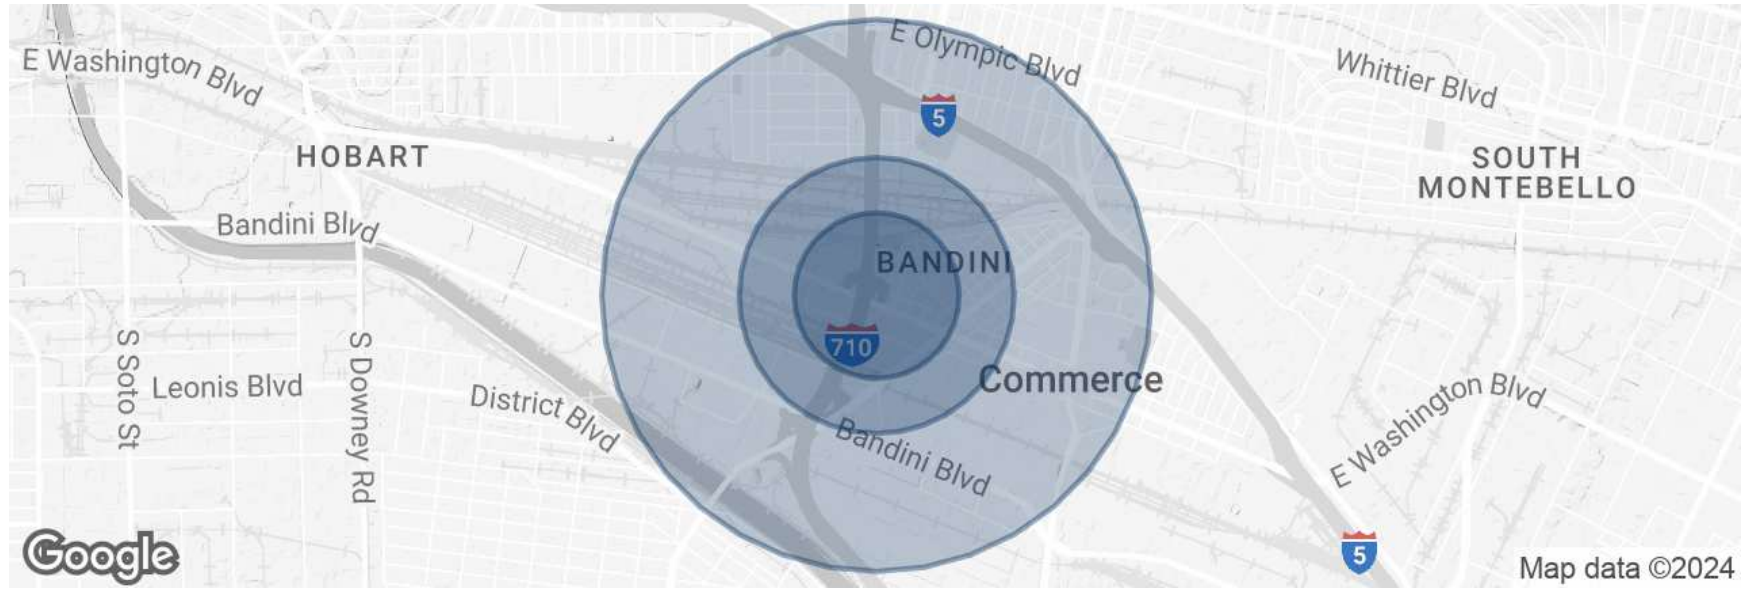 E Olympic Blvd
Whittier Blvd
E Washington Blvd
5
HOBART
SOUTH
MONTEBELLO
Bandini Blvd
BANDINI
710
S Soto St
S Downey Rd
Leonis Blvd
District Blvd
Commerce
Bandini Blvd
E Washington Blvd
5
Google
Map data ©2024